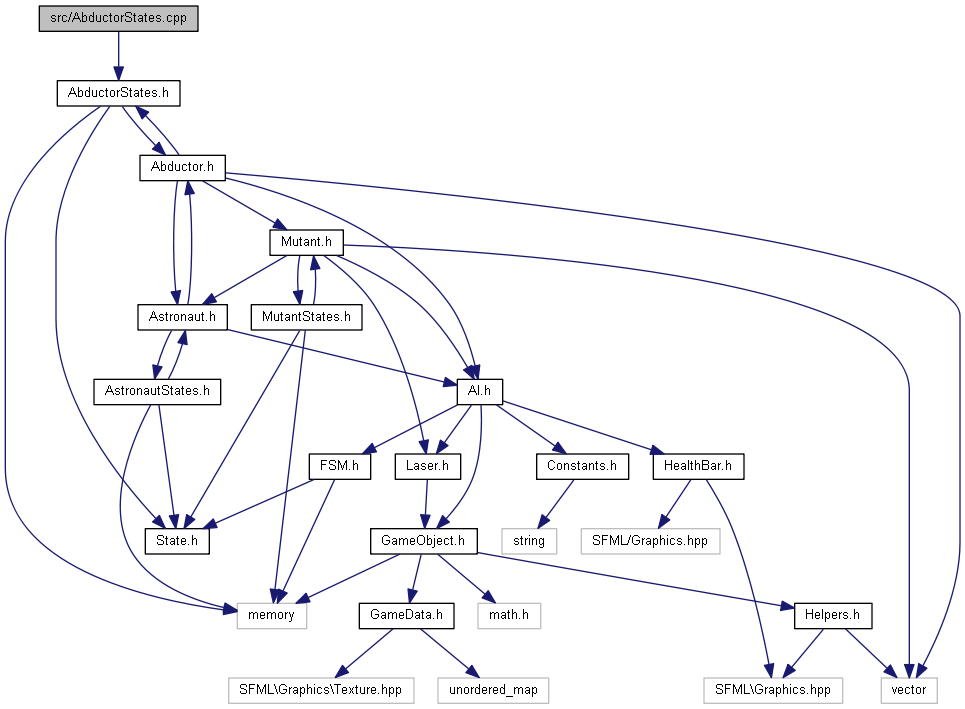 src/AbductorStates.cpp
AbductorStates.h
Abductor.h
Mutant.h
Astronaut.h
MutantStates.h
AstronautStates.h
AI.h
FSM.h
Laser.h
Constants.h
HealthBar.h
State.h
GameObject.h
string
SFML/Graphics.hpp
memory
GameData.h
math.h
Helpers.h
SFML\Graphics\Texture.hpp
unordered_map
SFML\Graphics.hpp
vector